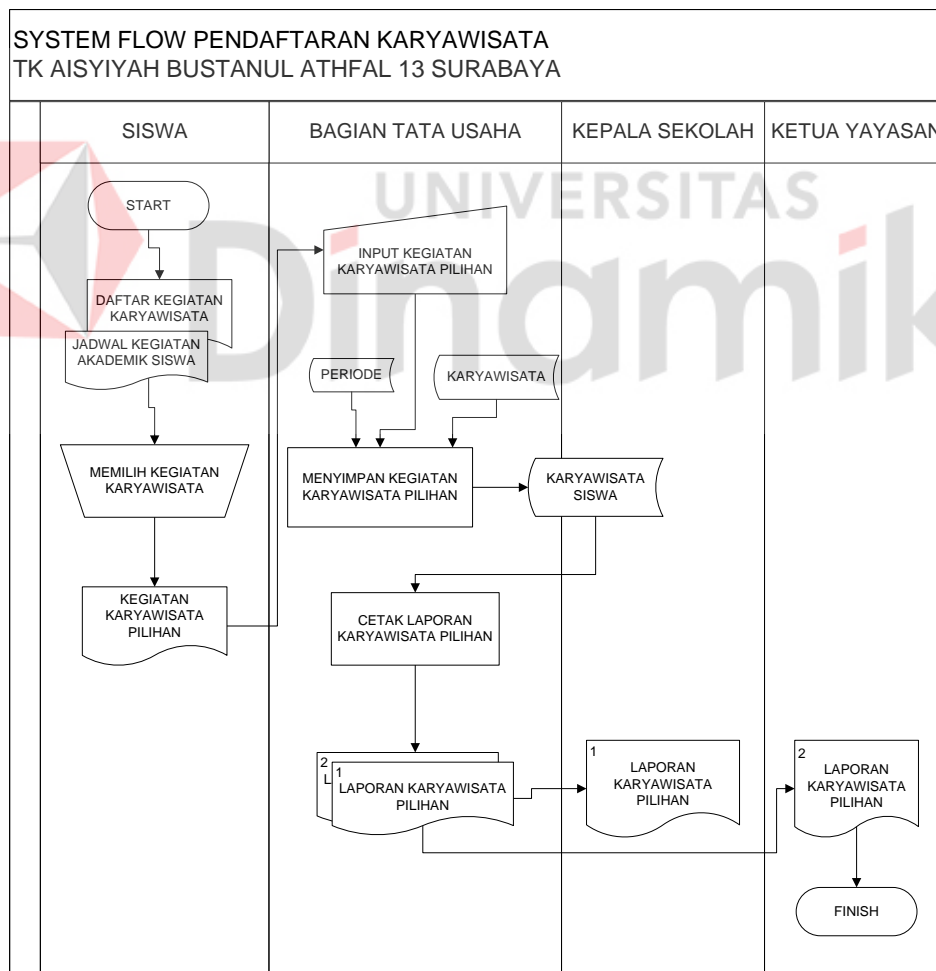 SYSTEM FLOW PENDAFTARAN KARYAWISATA
TK AISYIYAH BUSTANUL ATHFAL 13 SURABAYA
SISWA
BAGIAN TATA USAHA
KEPALA SEKOLAH
KETUA YAYASAN
UNIVERSITAS
Dinamik
START
DAFTAR KEGIATAN
KARYAWISATA
JADWAL KEGIATAN
AKADEMIK SISWA
MEMILIH KEGIATAN
KARYAWISATA
KEGIATAN
KARYAWISATA
PILIHAN
INPUT KEGIATAN
KARYAWISATA PILIHAN
PERIODE
KARYAWISATA
MENYIMPAN KEGIATAN
KARYAWISATA PILIHAN
KARYAWISATA
SISWA
CETAK LAPORAN
KARYAWISATA PILIHAN
2
L
1
LAPORAN KARYAWISATA
PILIHAN
1
LAPORAN
KARYAWISATA
PILIHAN
2
LAPORAN
KARYAWISATA
PILIHAN
FINISH